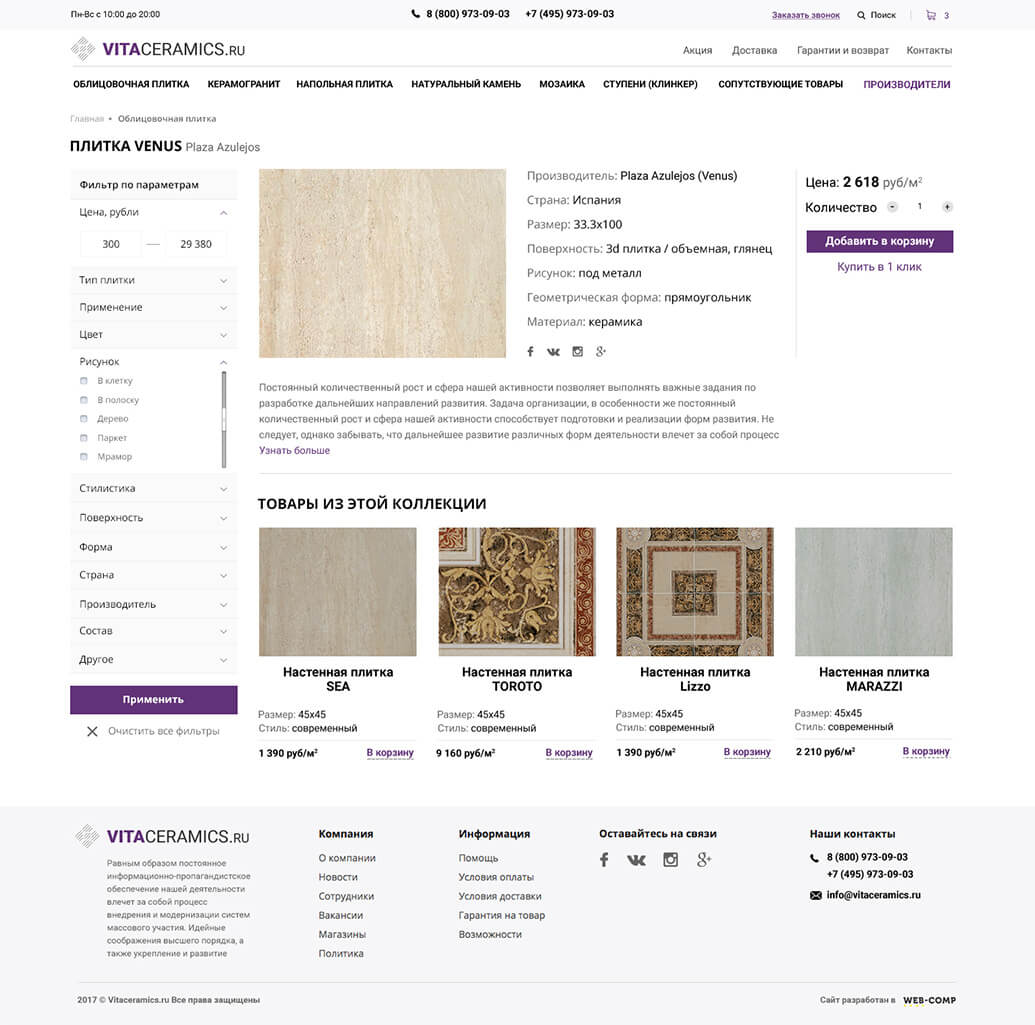 Пн-Вс с 10:00 до 20:00
8 (800) 973-09-03 +7 (495) 973-09-03
Заказать звонок Поиск 3
VITACERAMICS.RU
Акция Доставка Гарантии и возврат Контакты
ОБЛИЦОВОЧНАЯ ПЛИТКА КЕРАМОГРАНИТ НАПОЛЬНАЯ ПЛИТКА НАТУРАЛЬНЫЙ КАМЕНЬ МОЗАИКА СТУПЕНИ (КЛИНКЕР) СОПУТСТВУЮЩИЕ ТОВАРЫ ПРОИЗВОДИТЕЛИ
Главная • Облицовочная плитка
ПЛИТКА VENUS Plaza Azulejos
Фильтр по параметрам
Цена, рубли
300 — 29 380
Тип плитки
Применение
Цвет
Рисунок
В клетку
В полоску
Дерево
Паркет
Мрамор
Стилистика
Поверхность
Форма
Страна
Производитель
Состав
Другое
Применить
Очистить все фильтры
Производитель: Plaza Azulejos (Venus)
Страна: Испания
Размер: 33.3x100
Поверхность: 3d плитка / объемная, глянец
Рисунок: под металл
Геометрическая форма: прямоугольник
Материал: керамика
Цена: 2 618 руб/м²
Количество - 1 +
Добавить в корзину
Купить в 1 клик
Постоянный количественный рост и сфера нашей активности позволяет выполнять важные задания по
разработке дальнейших направлений развития. Задача организации, в особенности же постоянный
количественный рост и сфера нашей активности способствует подготовки и реализации форм развития. Не
следует, однако забывать, что дальнейшее развитие различных форм деятельности влечет за собой процесс
Узнать больше
ТОВАРЫ ИЗ ЭТОЙ КОЛЛЕКЦИИ
Настенная плитка
SEA
Размер: 45x45
Стиль: современный
1 390 руб/м² В корзину
Настенная плитка
TOROTO
Размер: 45x45
Стиль: современный
9 160 руб/м² В корзину
Настенная плитка
Lizzo
Размер: 45x45
Стиль: современный
1 390 руб/м² В корзину
Настенная плитка
MARAZZI
Размер: 45x45
Стиль: современный
2 210 руб/м² В корзину
VITACERAMICS.RU
Равным образом постоянное
информационно-пропагандистское
обеспечение нашей деятельности
влечет за собой процесс
внедрения и модернизации систем
массового участия. Идейные
соображения высшего порядка, а
также укрепление и развитие
Компания
О компании
Новости
Сотрудники
Вакансии
Магазины
Политика
Информация
Помощь
Условия оплаты
Условия доставки
Гарантия на товар
Возможности
Оставайтесь на связи
Наши контакты
8 (800) 973-09-03
+7 (495) 973-09-03
info@vitaceramics.ru
2017 © Vitaceramics.ru Все права защищены
Сайт разработан в WEB-COMP